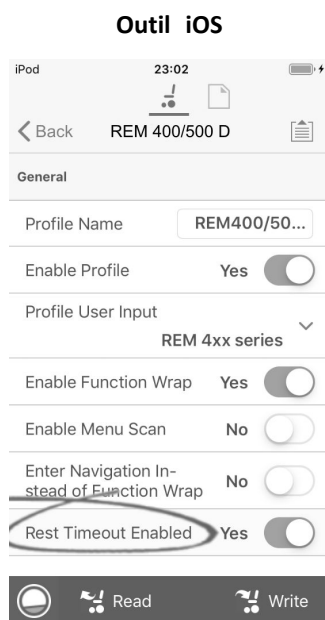 Outil iOS
iPod 23:02
Back REM 400/500 D
General
Profile Name REM400/50...
Enable Profile Yes
Profile User Input
REM 4xx series
Enable Function Wrap Yes
Enable Menu Scan No
Enter Navigation In-
stead of Function Wrap No
Rest Timeout Enabled Yes
Read Write